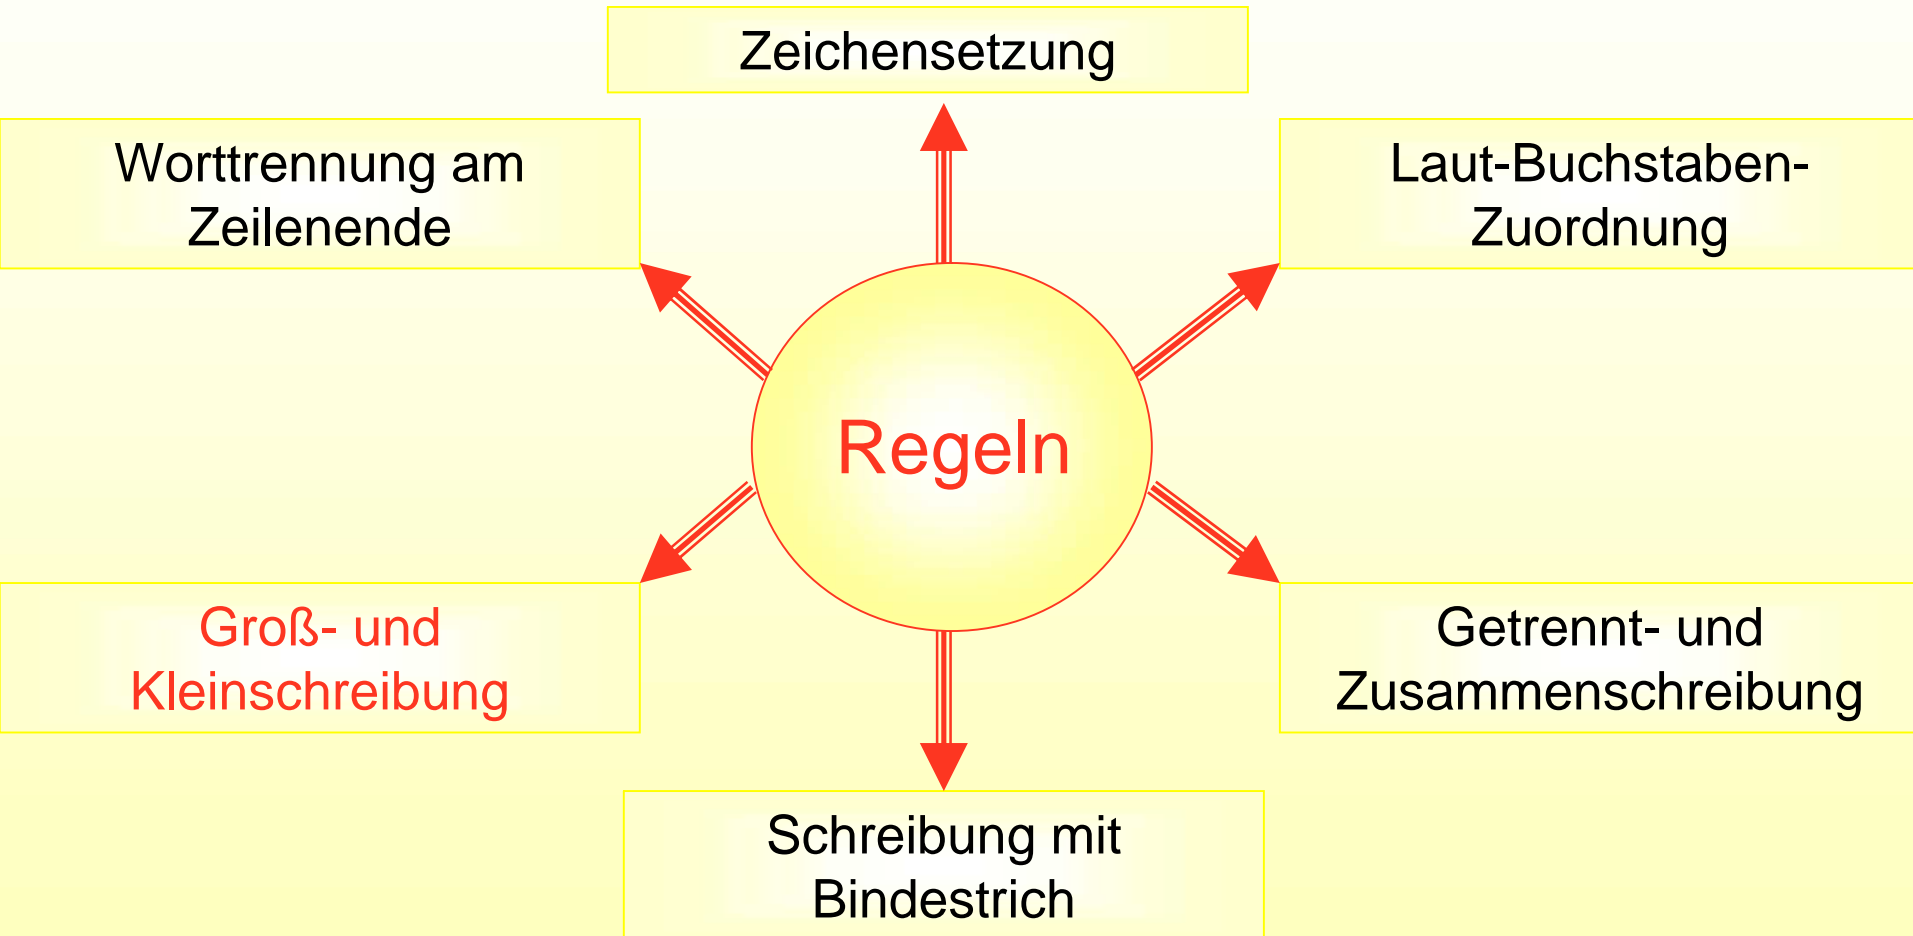 Zeichensetzung
Worttrennung am
Zeilenende
Laut-Buchstaben-
Zuordnung
Regeln
Groß- und
Kleinschreibung
Getrennt- und
Zusammenschreibung
Schreibung mit
Bindestrich